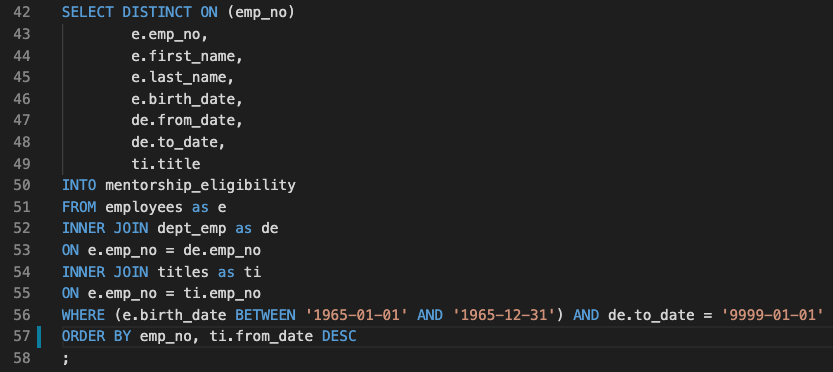 42 SELECT DISTINCT ON (emp_no)
43         e.emp_no,
44         e.first_name,
45         e.last_name,
46         e.birth_date,
47         de.from_date,
48         de.to_date,
49         ti.title
50 INTO mentorship_eligibility
51 FROM employees as e
52 INNER JOIN dept_emp as de
53 ON e.emp_no = de.emp_no
54 INNER JOIN titles as ti
55 ON e.emp_no = ti.emp_no
56 WHERE (e.birth_date BETWEEN '1965-01-01' AND '1965-12-31') AND de.to_date = '9999-01-01'
57 ORDER BY emp_no, ti.from_date DESC
58 ;